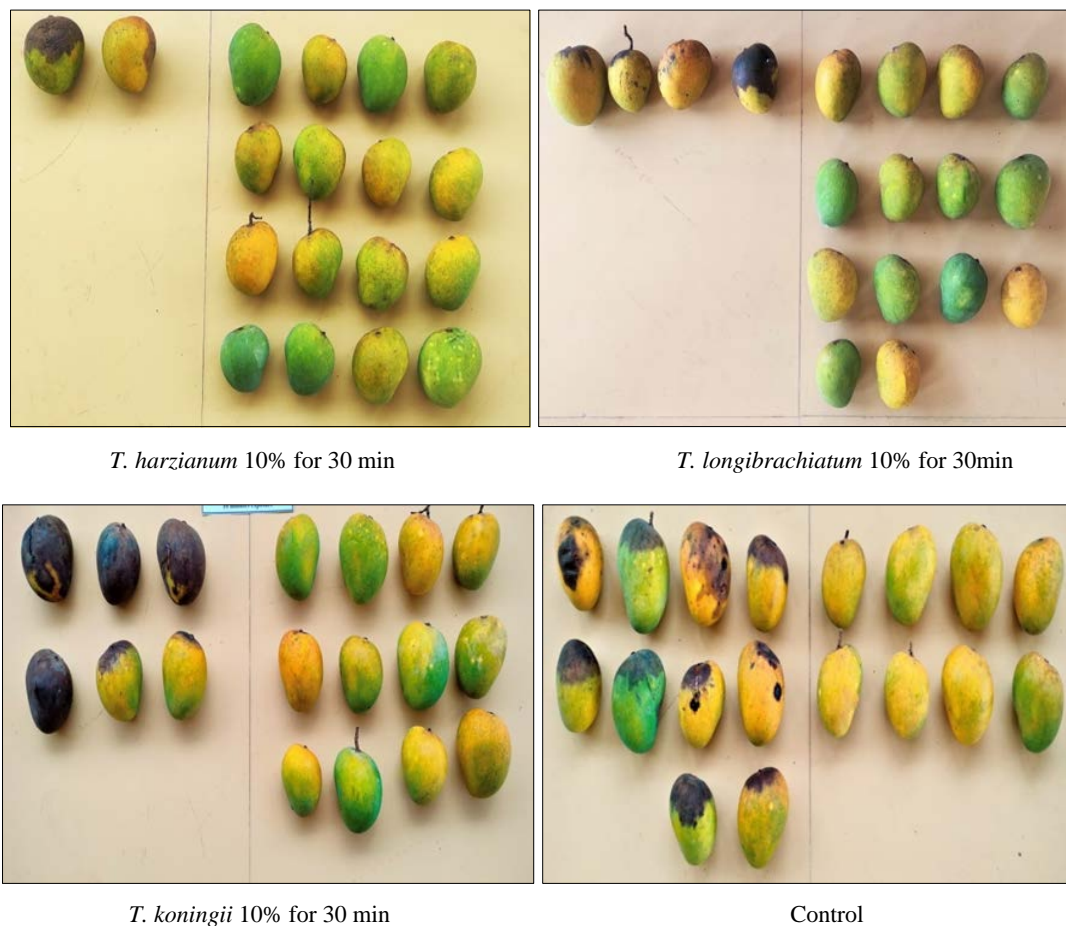 T. harzianum 10% for 30 min
T. longibrachiatum 10% for 30min
T. koningii 10% for 30 min
Control